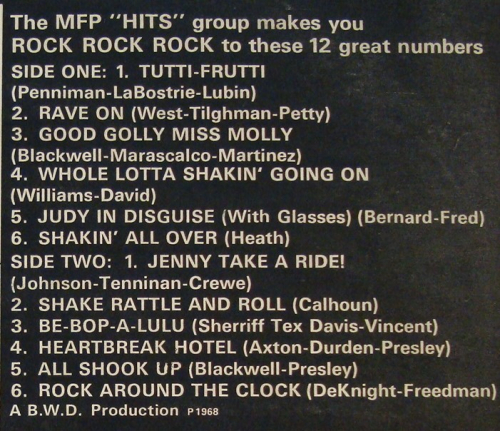 The MFP "HITS" group makes you
ROCK ROCK ROCK to these 12 great numbers
SIDE ONE: 1. TUTTI-FRUTTI
(Penniman-LaBostrie-Lubin)
2. RAVE ON (West-Tilghman-Petty)
3. GOOD GOLLY MISS MOLLY
(Blackwell-Marascalco-Martinez)
4. WHOLE LOTTA SHAKIN' GOING ON
(Williams-David)
5. JUDY IN DISGUISE (With Glasses) (Bernard-Fred)
6. SHAKIN' ALL OVER (Heath)
SIDE TWO: 1. JENNY TAKE A RIDE!
(Johnson-Tenninan-Crewe)
2. SHAKE RATTLE AND ROLL (Calhoun)
3. BE-BOP-A-LULU (Sherriff Tex Davis-Vincent)
4. HEARTBREAK HOTEL (Axton-Durden-Presley)
5. ALL SHOOK UP (Blackwell-Presley)
6. ROCK AROUND THE CLOCK (DeKnight-Freedman)
A B.W.D. Production P 1968